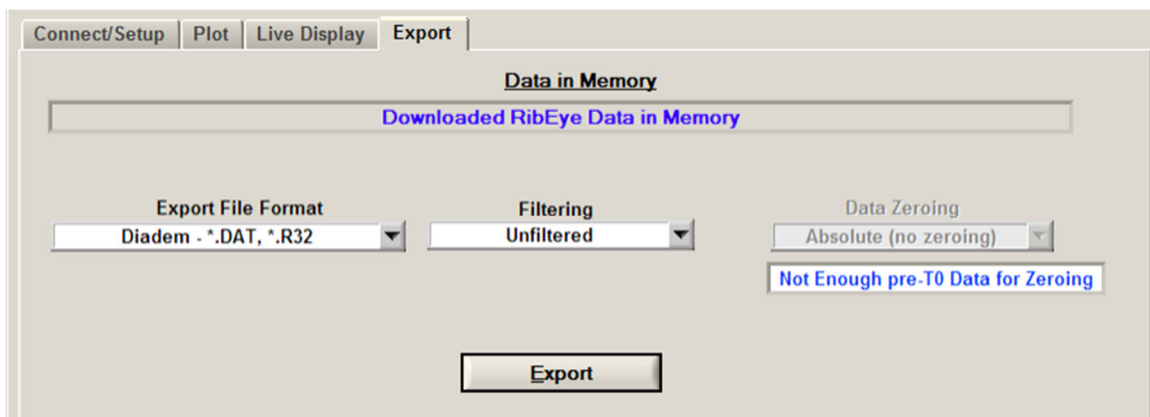 Connect/Setup Plot Live Display Export
Data in Memory
Downloaded RibEye Data in Memory
Export File Format Filtering Data Zeroing
Diadem - *.DAT, *.R32 Unfiltered Absolute (no zeroing)
Not Enough pre-T0 Data for Zeroing
Export